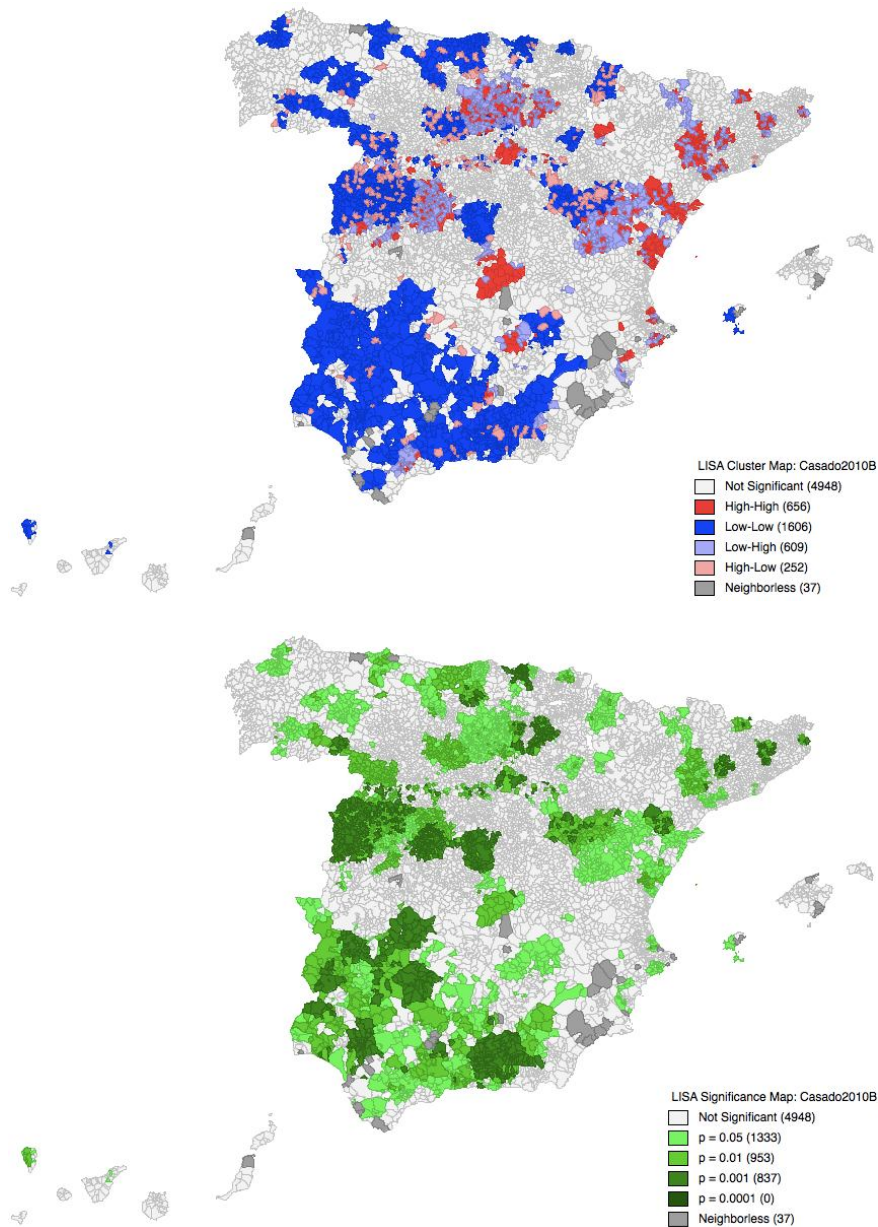 LISA Cluster Map: Casado2010B
Not Significant (4948)
High-High (656)
Low-Low (1606)
Low-High (609)
High-Low (252)
Neighborless (37)
LISA Significance Map: Casado2010B
Not Significant (4948)
p = 0.05 (1333)
p = 0.01 (953)
p = 0.001 (837)
p = 0.0001 (0)
Neighborless (37)